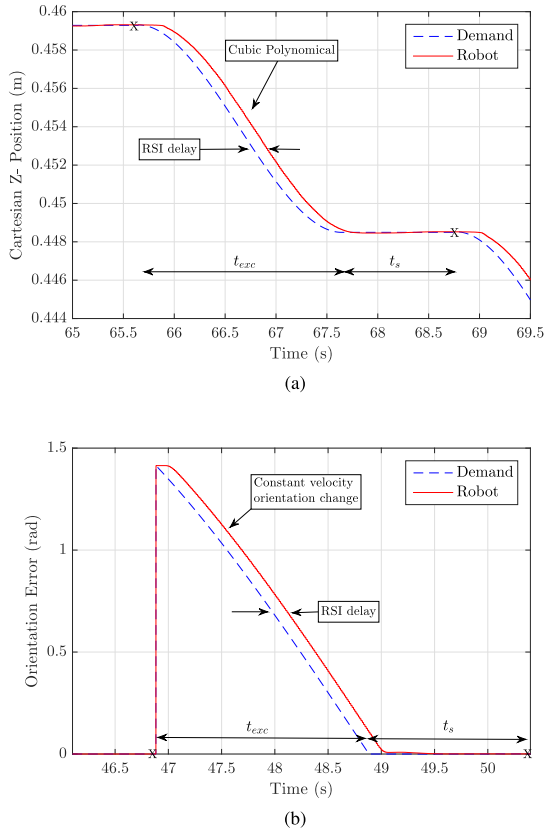 0.46
0.458
0.456
0.454
0.452
0.45
0.448
0.446
0.444
Cartesian Z- Position (m)
X
Cubic Polynomical
Demand
Robot
RSI delay
X
t_exc
t_s
65 65.5 66 66.5 67 67.5 68 68.5 69 69.5
Time (s)
(a)
1.5
1
0.5
0
Orientation Error (rad)
Constant velocity
orientation change
Demand
Robot
RSI delay
t_exc
t_s
X
X
46.5 47 47.5 48 48.5 49 49.5 50
Time (s)
(b)